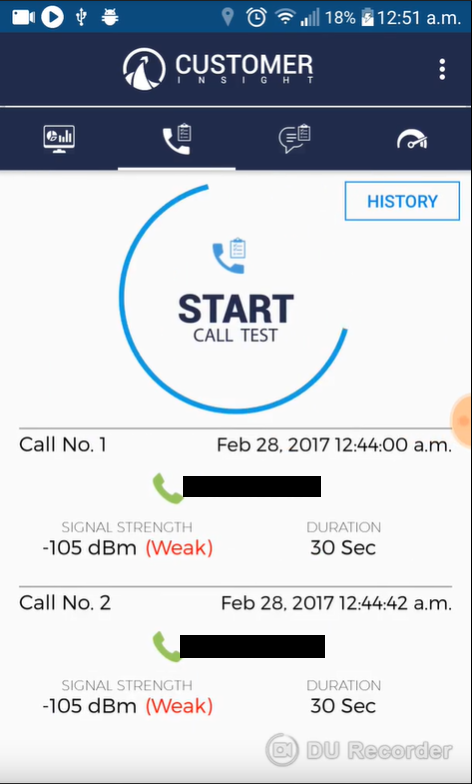 18% 12:51 a.m.
CUSTOMER
INSIGHT
HISTORY
START
CALL TEST
Call No. 1 Feb 28, 2017 12:44:00 a.m.
SIGNAL STRENGTH DURATION
-105 dBm (Weak) 30 Sec
Call No. 2 Feb 28, 2017 12:44:42 a.m.
SIGNAL STRENGTH DURATION
-105 dBm (Weak) 30 Sec
DU Recorder